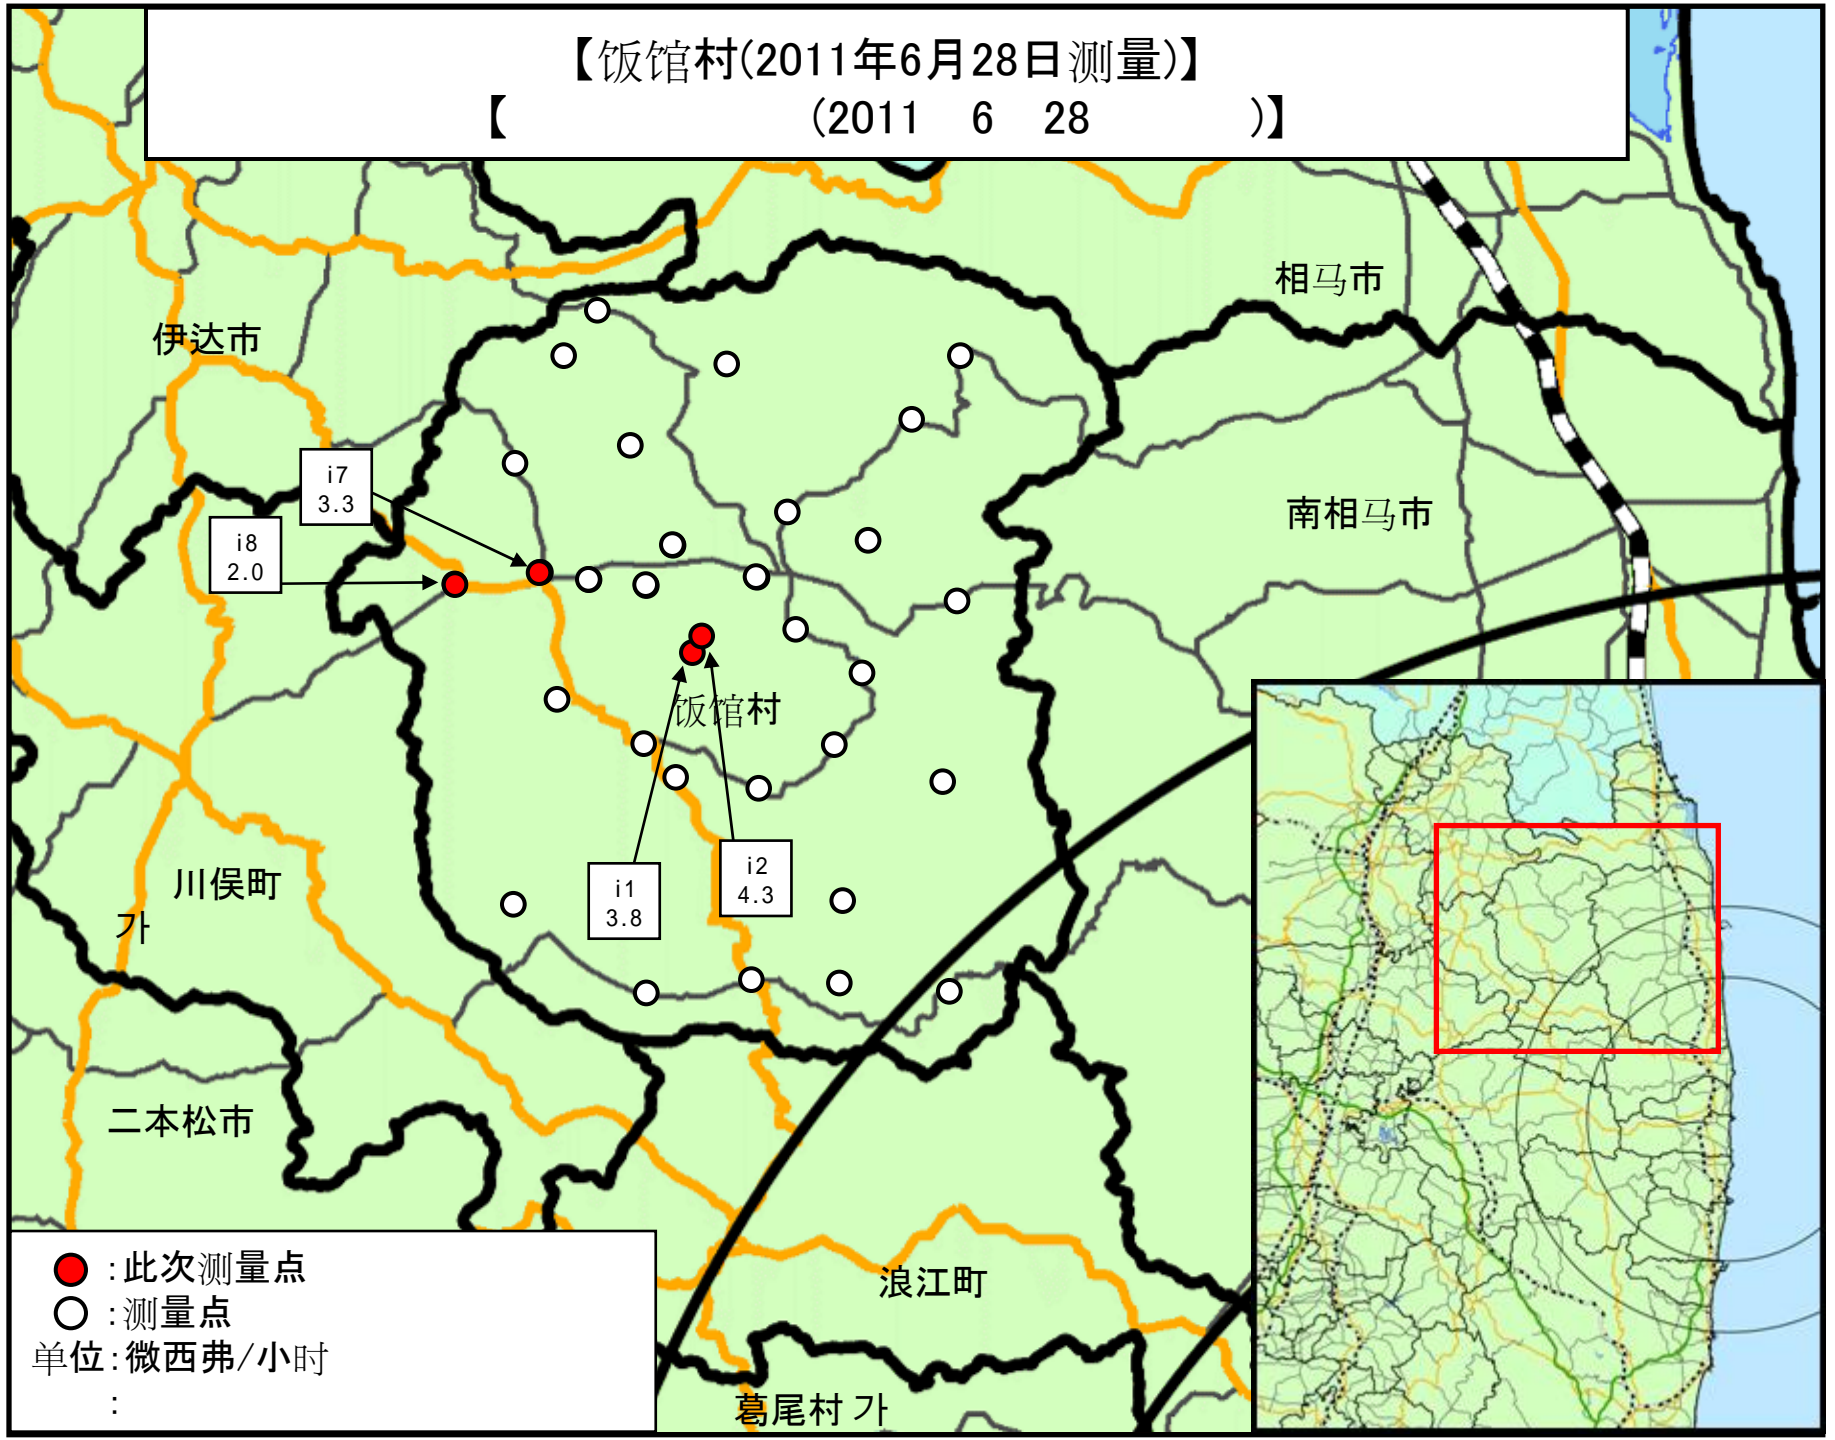 【饭馆村(2011年6月28日测量)】
【 (2011 6 28 )】
相马市
伊达市
i7
3.3
南相马市
i8
2.0
饭馆村
i2
4.3
i1
3.8
川俣町
가
二本松市
:此次测量点
:测量点
单位:微西弗/小时
:
浪江町
葛尾村 가